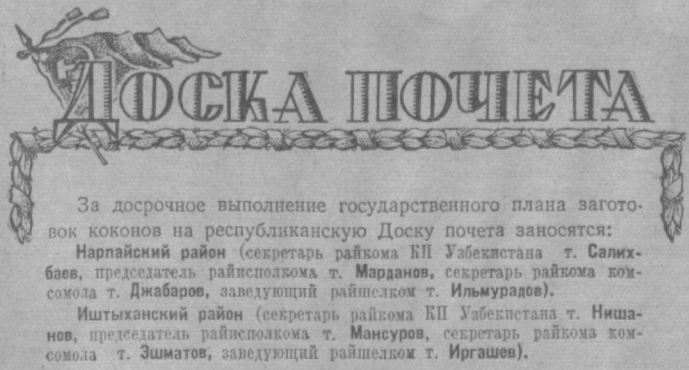 ДОСКА ПОЧЕТА
За досрочное выполнение государственного плана загото-
вок коконов на республиканскую Доску почета заносятся:
Нарпайский район (секретарь райкома КП Узбекистана т. Салих-
баев, председатель райисполкома т. Марданов, секретарь райкома ком-
сомола т. Джабаров, заведующий райшелком т. Ильмурадов).
Иштыханский район (секретарь райкома КП Узбекистана т. Ниша-
нов, председатель райисполкома т. Мансуров, секретарь райкома ком-
сомола т. Эшматов, заведующий райшелком т. Иргашев).